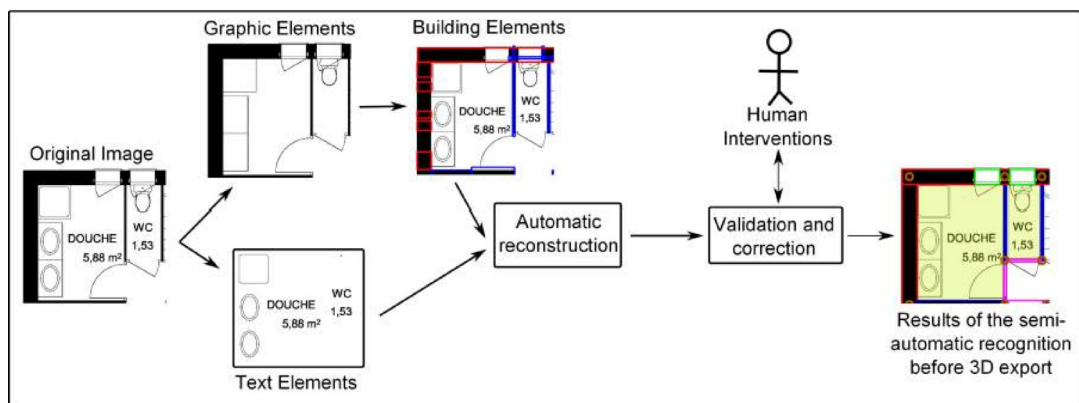 Graphic Elements
Building Elements
DOUCHE
5,88 m²
WC
1,53
Human
Interventions
Original Image
DOUCHE
5,88 m²
WC
1,53
Automatic
reconstruction
Validation and
correction
DOUCHE
5,88 m²
WC
1,53
DOUCHE
5,88 m²
WC
1,53
Text Elements
Results of the semi-
automatic recognition
before 3D export